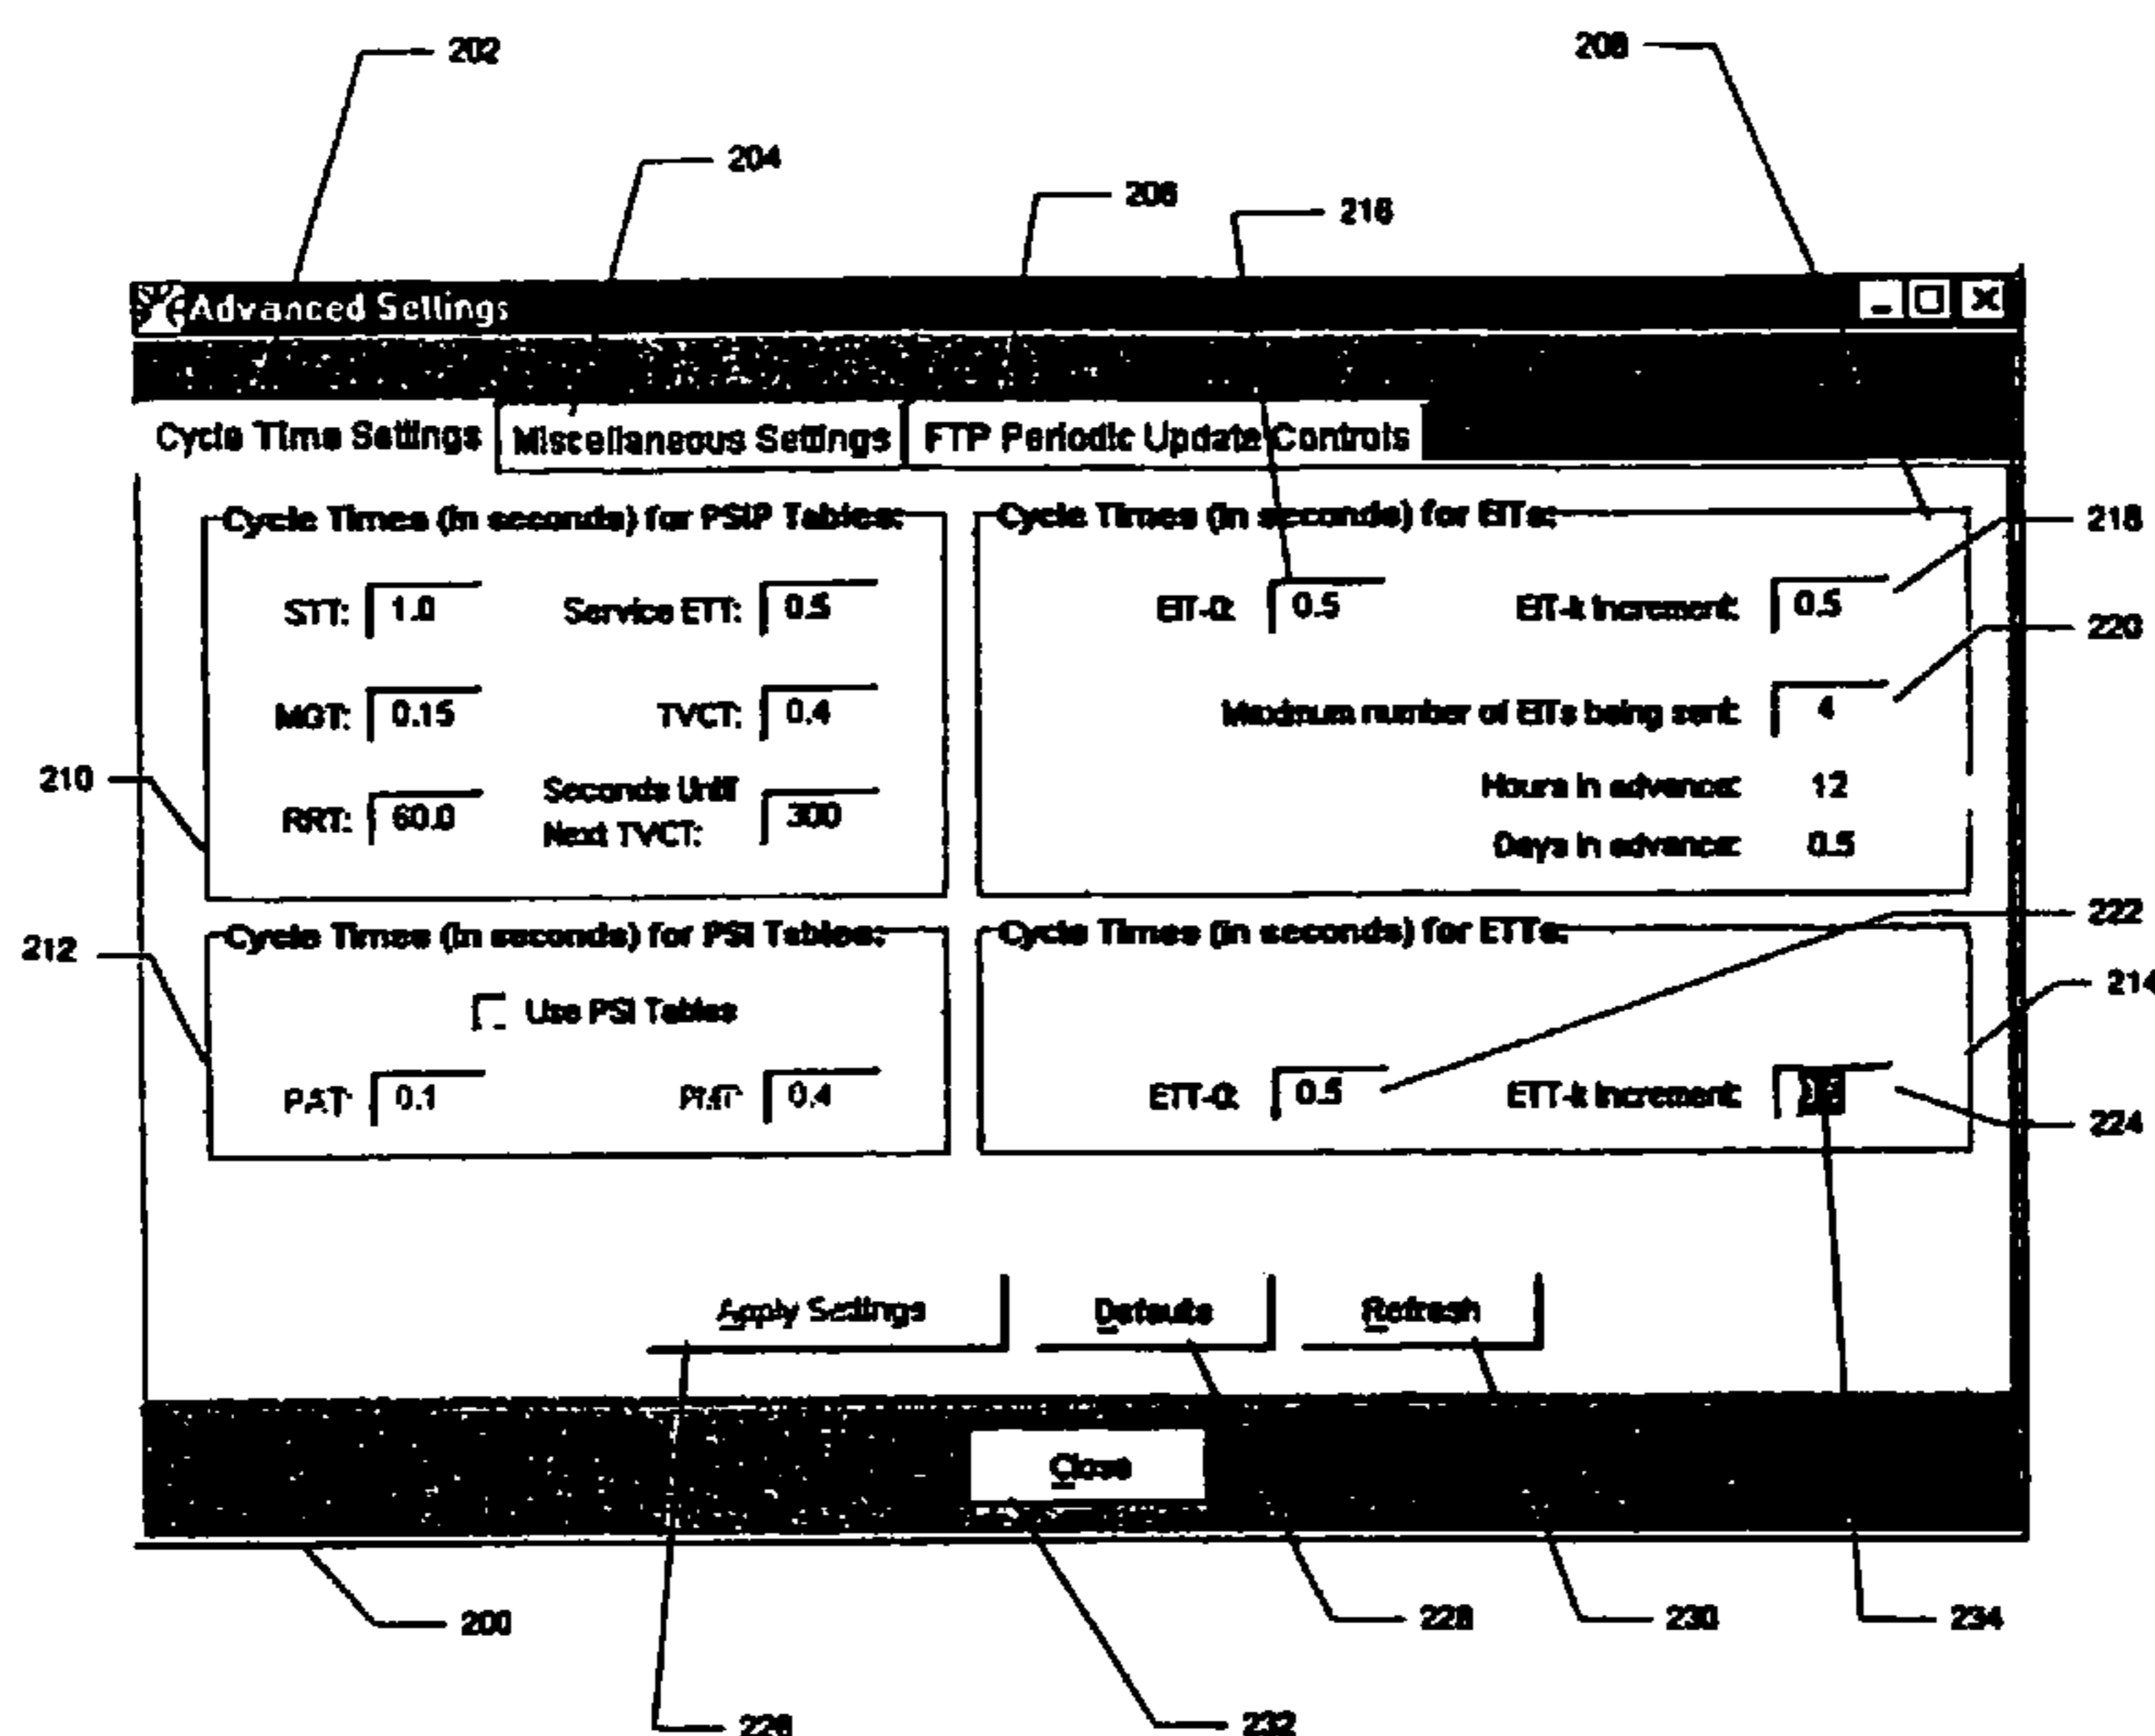 202
204
206
216
208
Advanced Settings
Cycle Time Settings
Miscellaneous Settings
FTP Periodic Update Controls
Cycle Times (in seconds) for PSIP Tables:
STT: 1.0
Service ETT: 0.5
MGT: 0.15
TVCT: 0.4
RRT: 60.0
Seconds Until
Next TVCT: 300
Cycle Times (in seconds) for EITs:
EIT-0: 0.5
EIT-k Increment: 0.5
Maximum number of EITs being sent: 4
Hours in advance: 12
Days in advance: 0.5
218
220
210
212
Cycle Times (in seconds) for PSI Tables:
Use PSI Tables
PAT: 0.1
PMT: 0.4
Cycle Times (in seconds) for ETTs:
ETT-0: 0.5
ETT-k Increment:
222
214
224
Apply Settings
Defaults
Refresh
Close
200
228
230
234
226
232